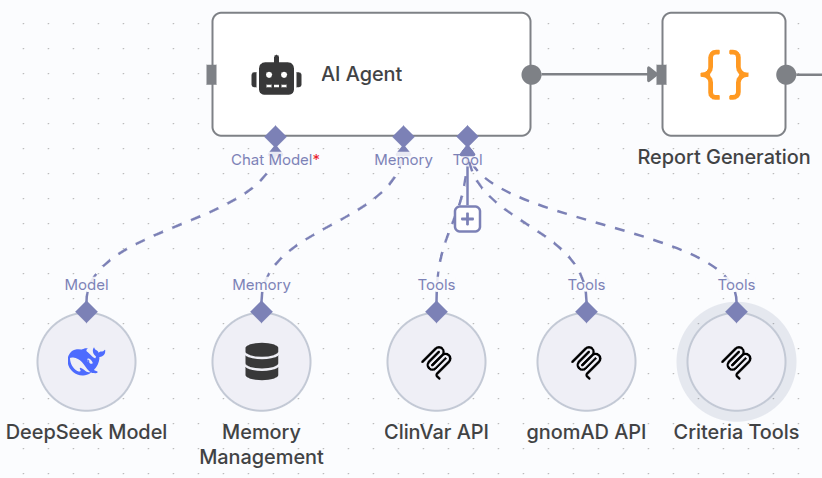 AI Agent
Chat Model*
Memory
Tool
Report Generation
Model
Memory
Tools
Tools
Tools
DeepSeek Model
Memory
Management
ClinVar API
gnomAD API
Criteria Tools